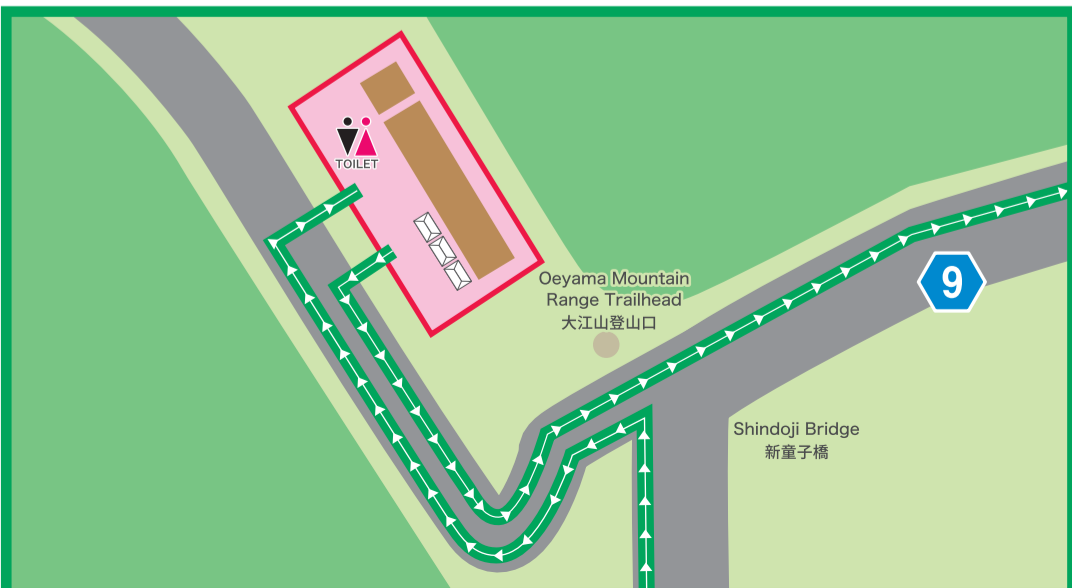 TOILET
Oeyama Mountain
Range Trailhead
大江山登山口
9
Shindoji Bridge
新童子橋